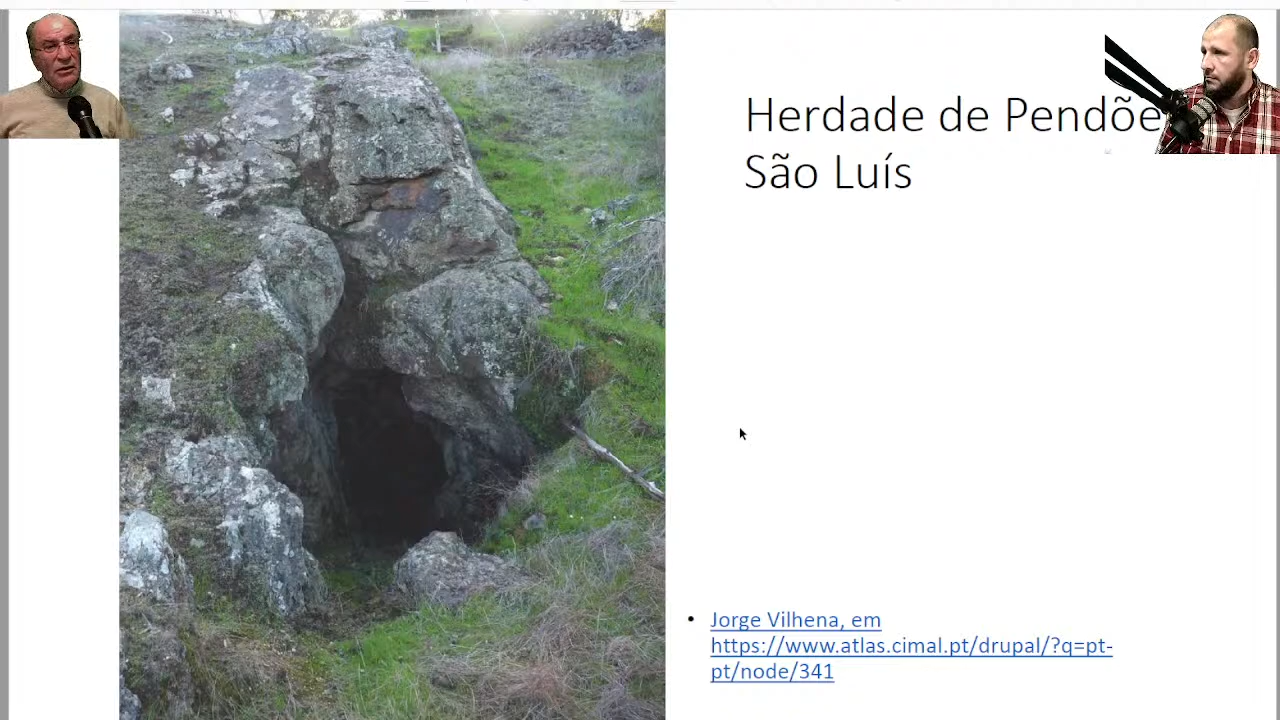 Herdade de Pendõe
São Luís
• Jorge Vilhena, em
https://www.atlas.cimal.pt/drupal/?q=pt-
pt/node/341